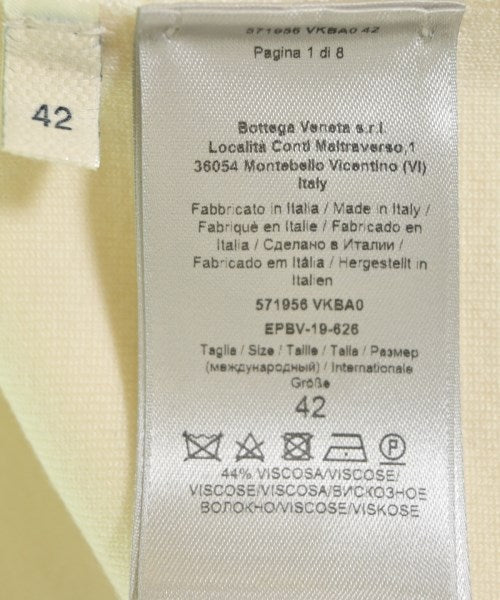 571956 VKBA0 42
Pagina 1 di 8
42
Bottega Veneta s.r.l.
Località Conti Maltraverso,1
36054 Montebello Vicentino (VI)
Italy
Fabbricato in Italia / Made in Italy /
Fabriqué en Italie / Fabricado en
Italia / Сделано в Италии /
Fabricado em Itália / Hergestellt in
Italien
571956 VKBA0
EPBV-19-626
Taglia / Size / Taille / Talla / Размер
(международный) / Internationale
Größe
42
P
44% VISCOSA/VISCOSE/
VISCOSE/VISCOSA/ВИСКОЗНОЕ
ВОЛОКНО/VISCOSE/VISKOSE